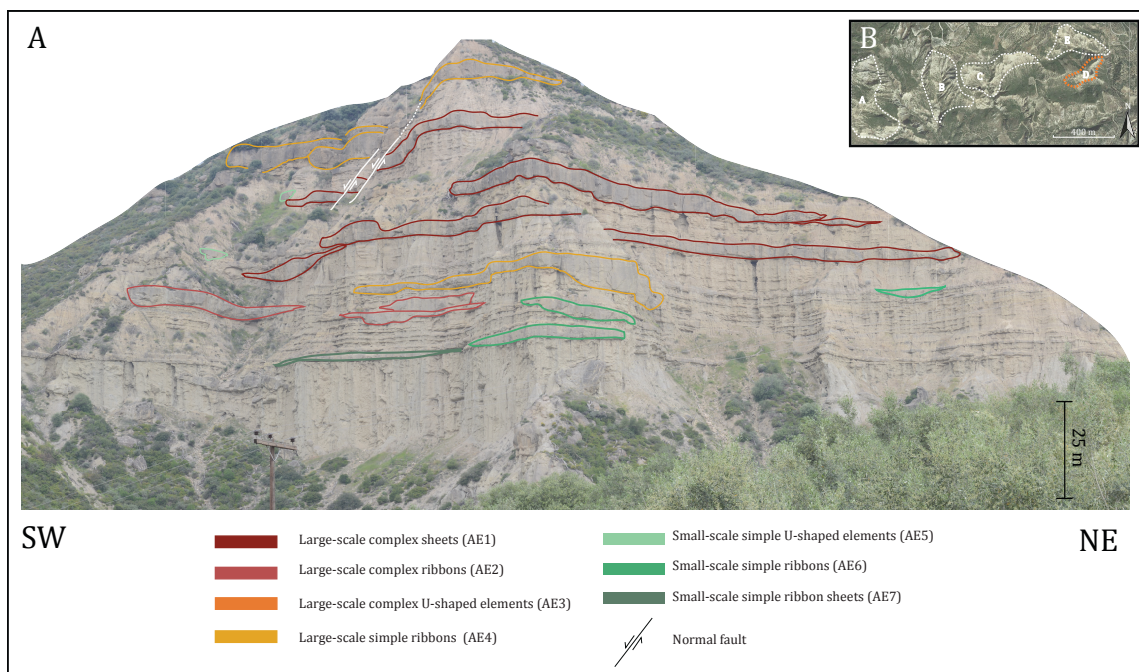 A
B
A
B
C
D
E
N
400 m
25 m
SW
NE
Large-scale complex sheets (AE1)
Large-scale complex ribbons (AE2)
Large-scale complex U-shaped elements (AE3)
Large-scale simple ribbons (AE4)
Small-scale simple U-shaped elements (AE5)
Small-scale simple ribbons (AE6)
Small-scale simple ribbon sheets (AE7)
Normal fault